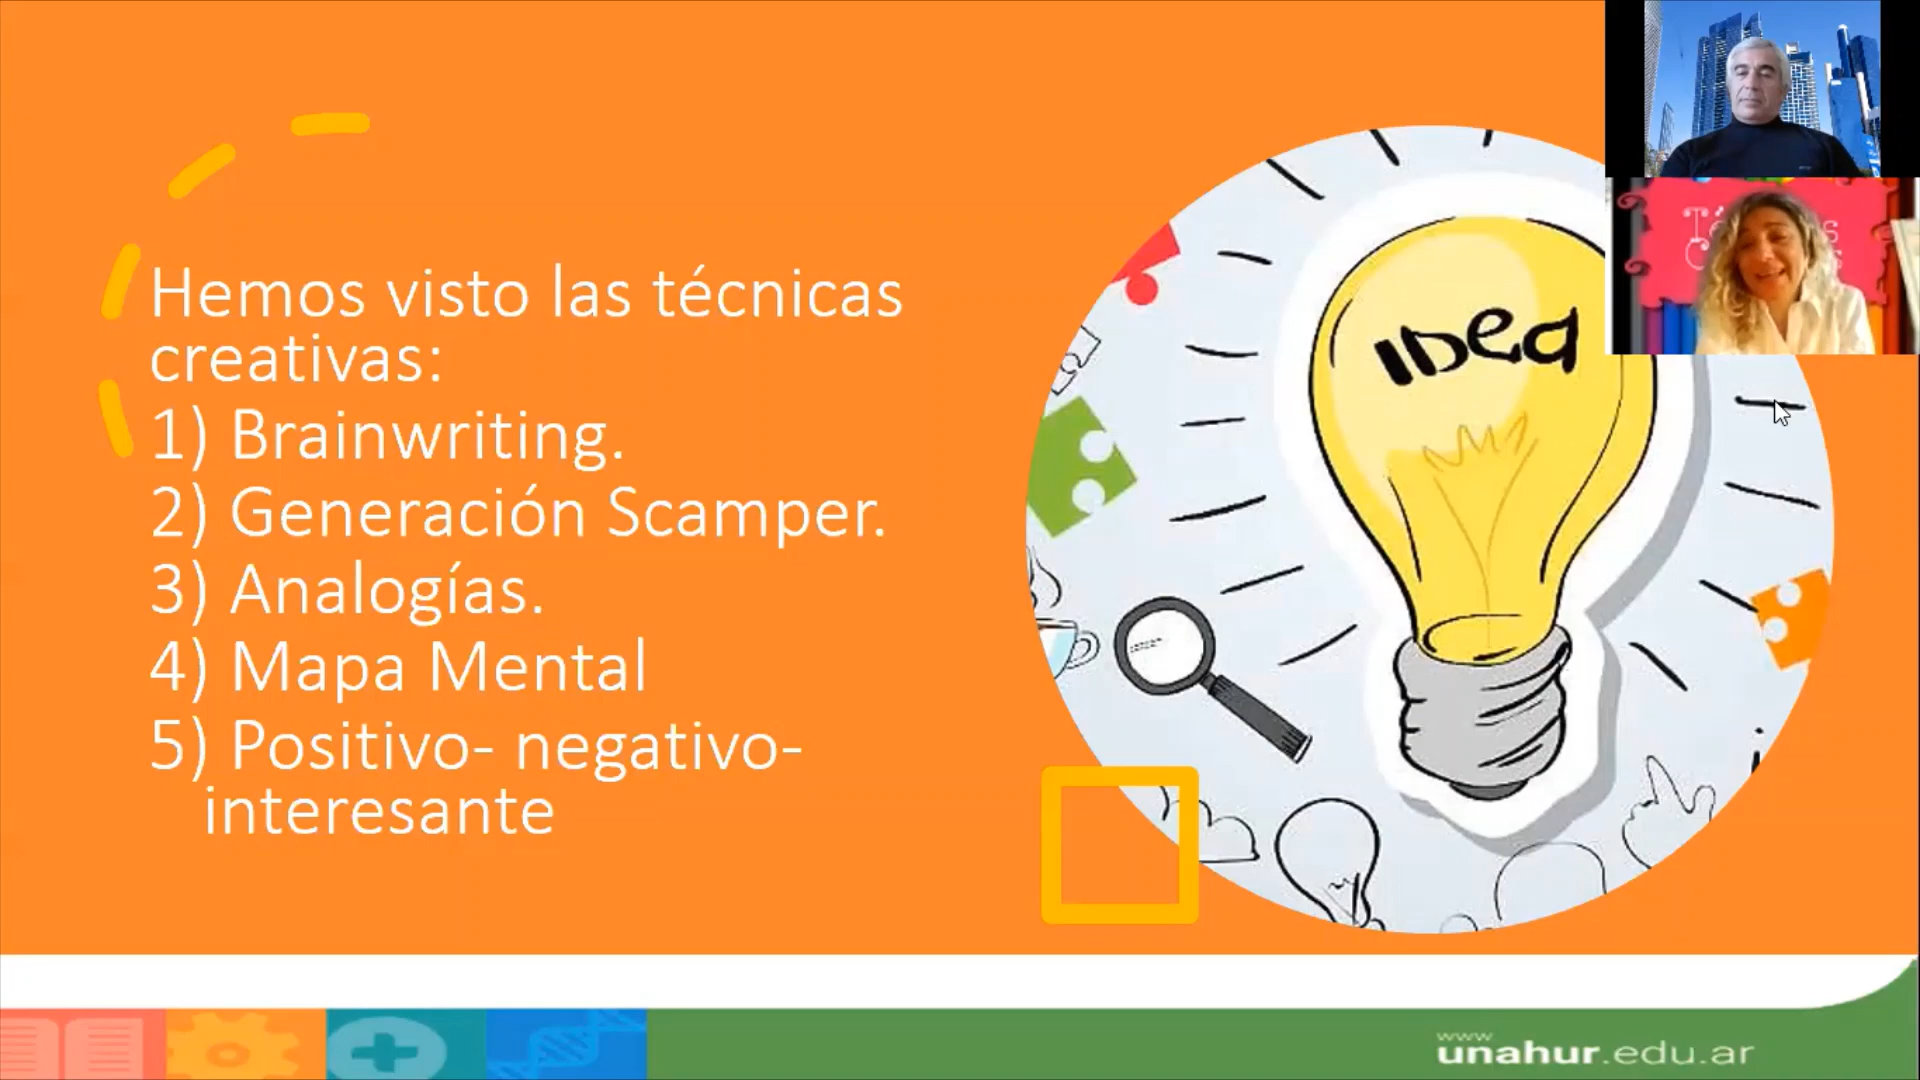 Hemos visto las técnicas
creativas:
1) Brainwriting.
2) Generación Scamper.
3) Analogías.
4) Mapa Mental
5) Positivo- negativo-
interesante
IDea
www
unahur.edu.ar